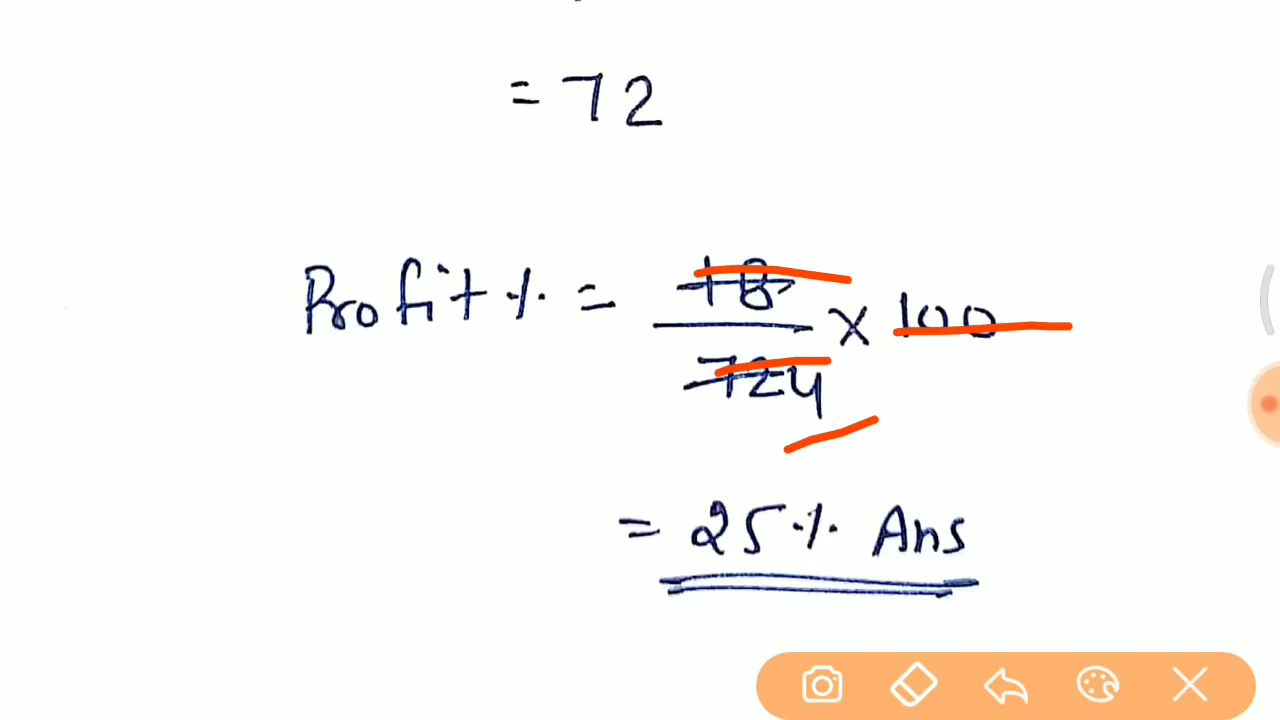 = 72
Profit % = 18/72 4 × 100
= 25% Ans